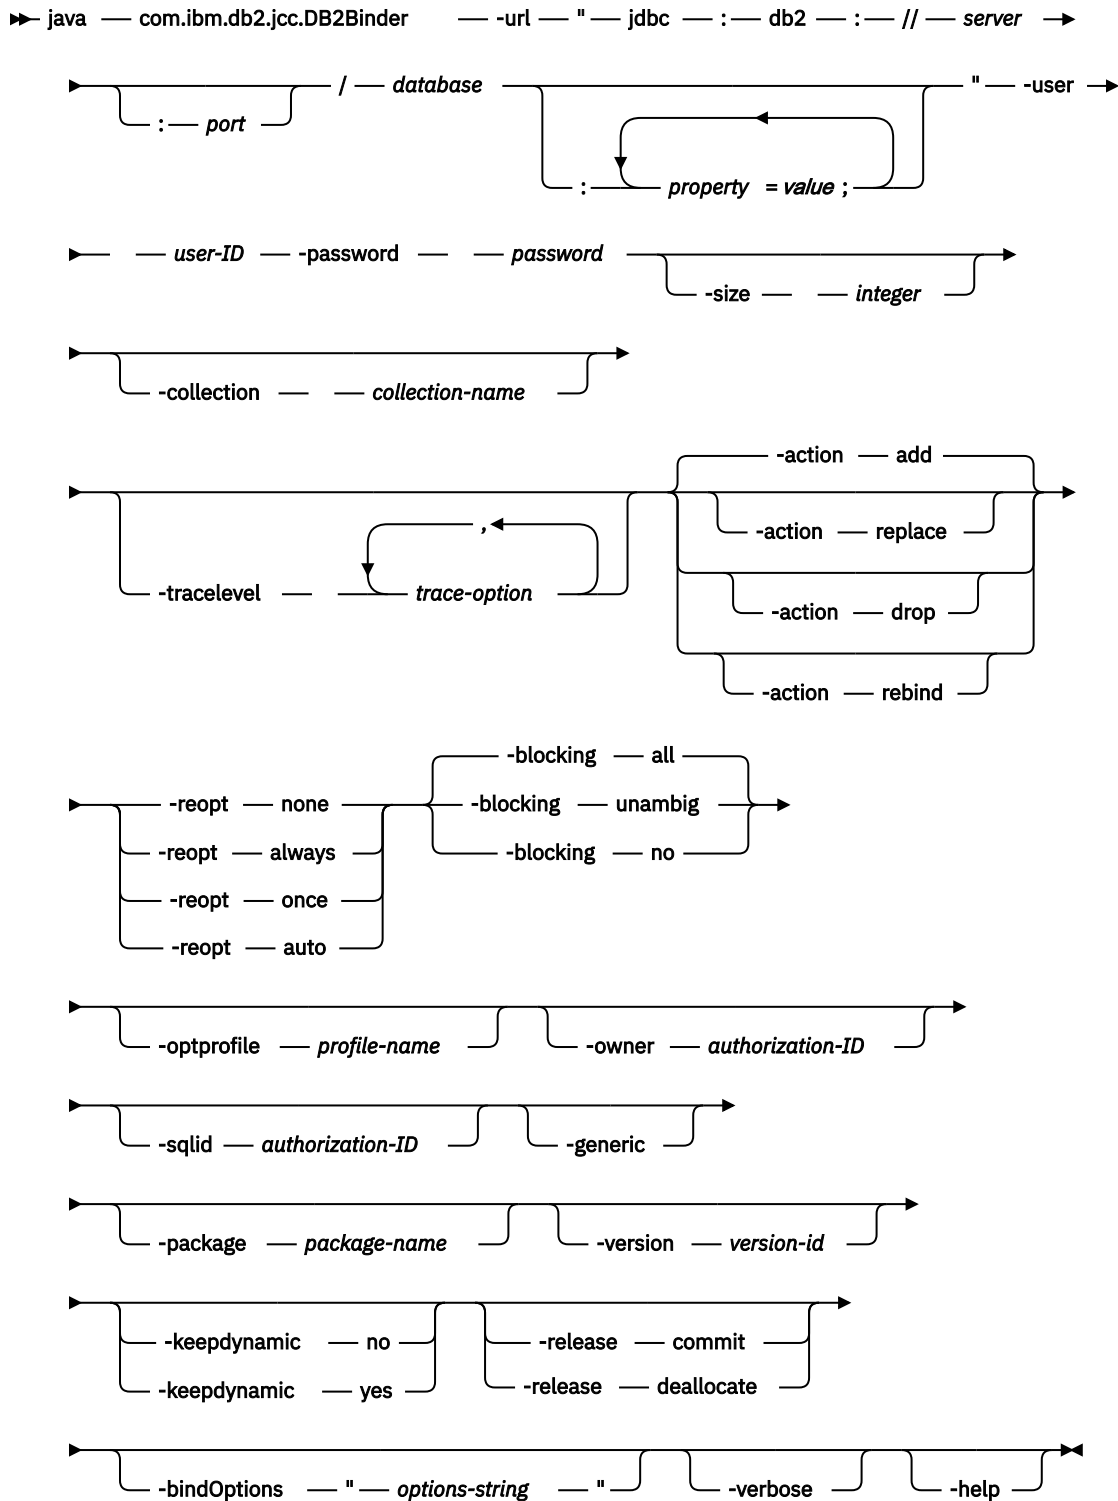 java com.ibm.db2.jcc.DB2Binder -url " jdbc : db2 : // server
/ database " -user
: port
: property = value ;
user-ID -password password
-size integer
-collection collection-name
-action add
,
-action replace
-tracelevel trace-option
-action drop
-action rebind
-blocking all
-reopt none -blocking unambig
-reopt always -blocking no
-reopt once
-reopt auto
-optprofile profile-name -owner authorization-ID
-sqlid authorization-ID -generic
-package package-name -version version-id
-keepdynamic no -release commit
-keepdynamic yes -release deallocate
-bindOptions " options-string " -verbose -help